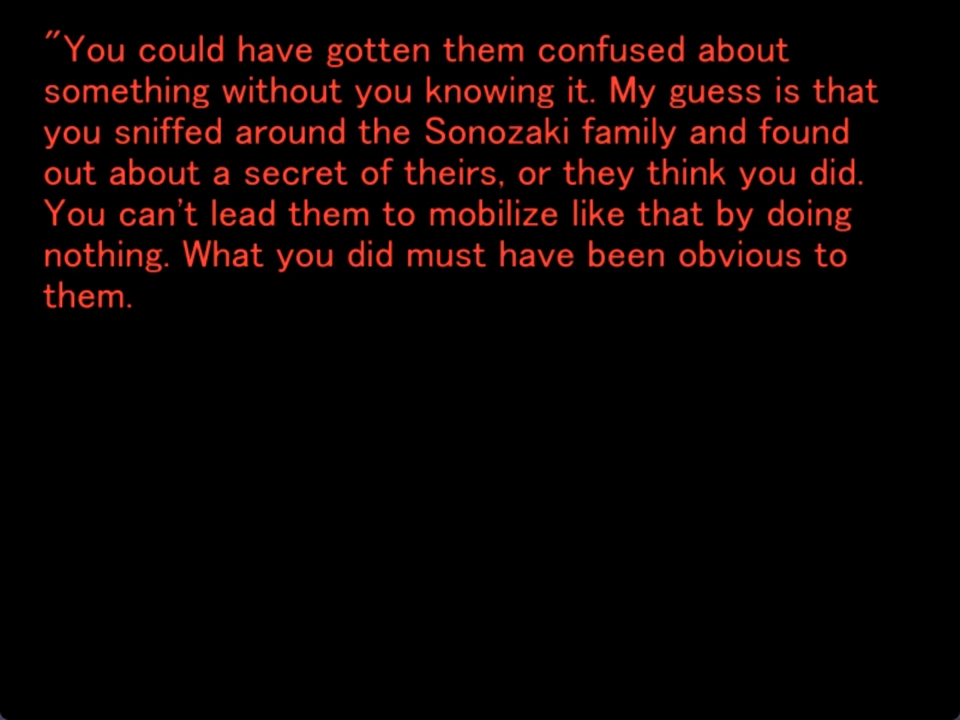 "You could have gotten them confused about
something without you knowing it. My guess is that
you sniffed around the Sonozaki family and found
out about a secret of theirs, or they think you did.
You can't lead them to mobilize like that by doing
nothing. What you did must have been obvious to
them.